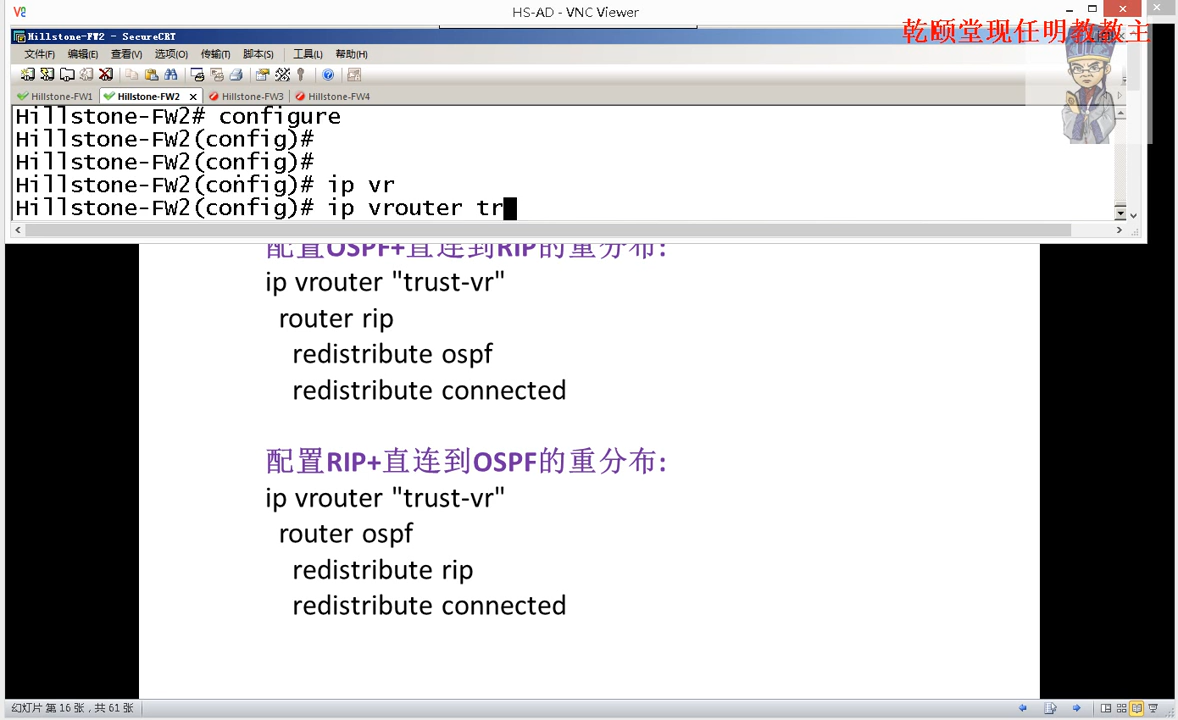 HS-AD - VNC Viewer
乾颐堂现任明教教主
Hillstone-FW2 - SecureCRT
文件(F) 编辑(E) 查看(V) 选项(O) 传输(T) 脚本(S) 工具(L) 帮助(H)
Hillstone-FW1 Hillstone-FW2 Hillstone-FW3 Hillstone-FW4
Hillstone-FW2# configure
Hillstone-FW2(config)#
Hillstone-FW2(config)#
Hillstone-FW2(config)# ip vr
Hillstone-FW2(config)# ip vrouter tr
配置OSPF+直连到RIP的重分布:
ip vrouter "trust-vr"
router rip
redistribute ospf
redistribute connected
配置RIP+直连到OSPF的重分布:
ip vrouter "trust-vr"
router ospf
redistribute rip
redistribute connected
幻灯片 第 16 张，共 61 张